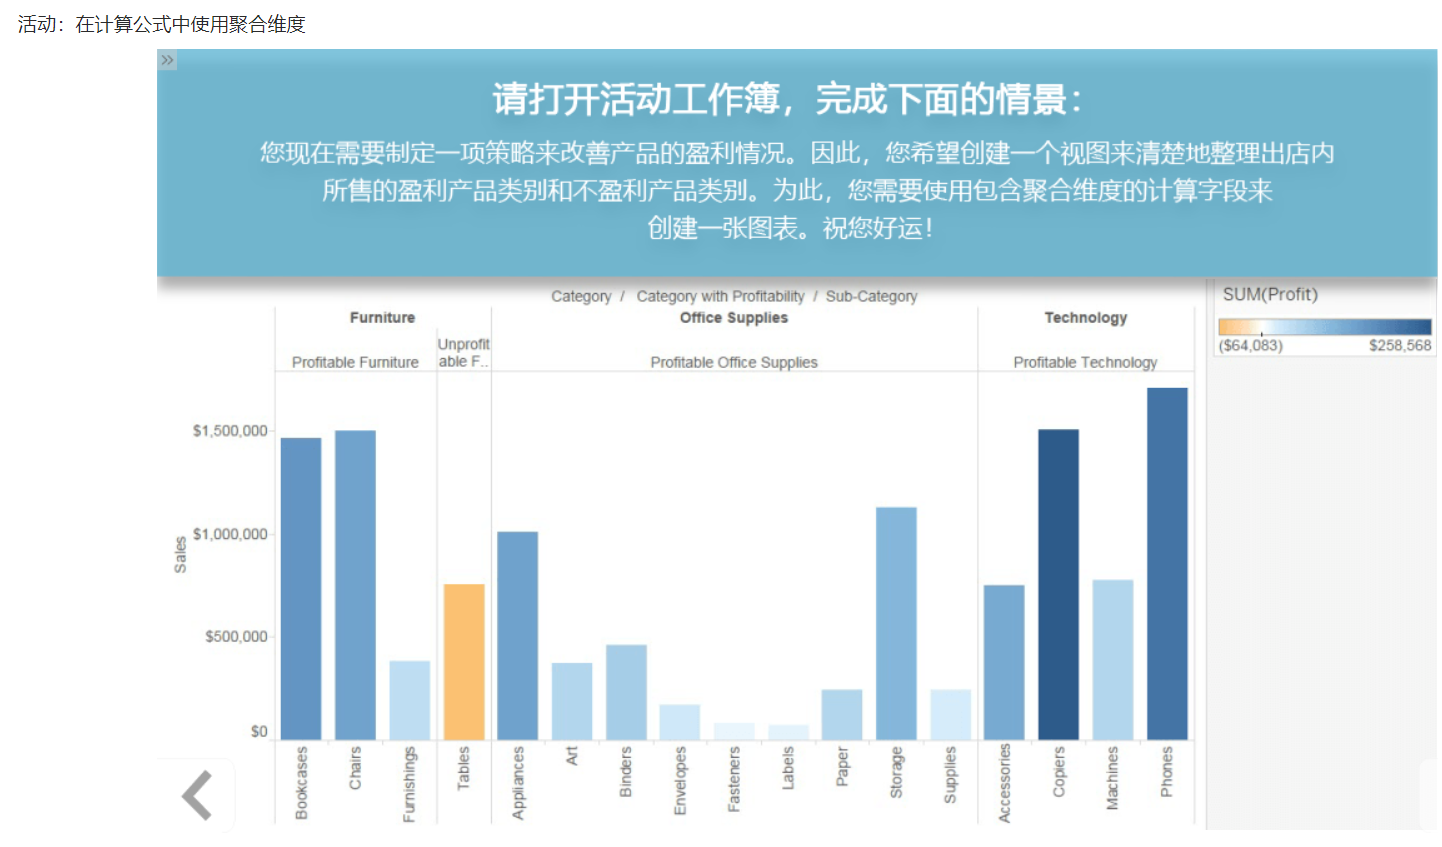 活动：在计算公式中使用聚合维度
»
请打开活动工作簿，完成下面的情景：
您现在需要制定一项策略来改善产品的盈利情况。因此，您希望创建一个视图来清楚地整理出店内
所售的盈利产品类别和不盈利产品类别。为此，您需要使用包含聚合维度的计算字段来
创建一张图表。祝您好运！
Category / Category with Profitability / Sub-Category
SUM(Profit)
($64,083) $258,568
Furniture Office Supplies Technology
Unprofit
able F..
Profitable Furniture Profitable Office Supplies Profitable Technology
Sales
$1,500,000
$1,000,000
$500,000
$0
Bookcases
Chairs
Furnishings
Tables
Appliances
Art
Binders
Envelopes
Fasteners
Labels
Paper
Storage
Supplies
Accessories
Copiers
Machines
Phones